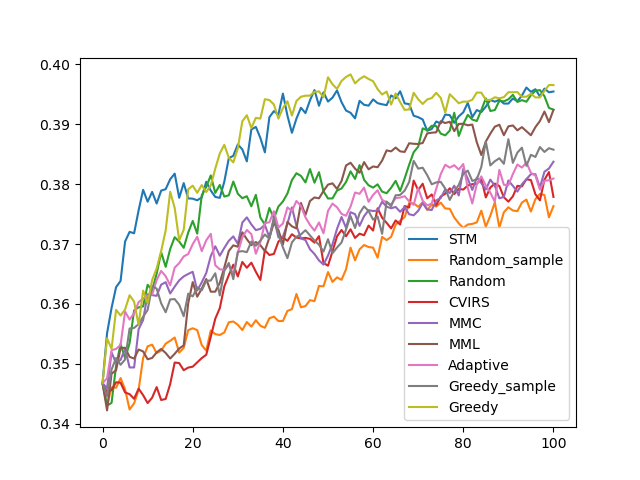 0.40
0.39
0.38
0.37
0.36
0.35
0.34
0
20
40
60
80
100
STM
Random_sample
Random
CVIRS
MMC
MML
Adaptive
Greedy_sample
Greedy